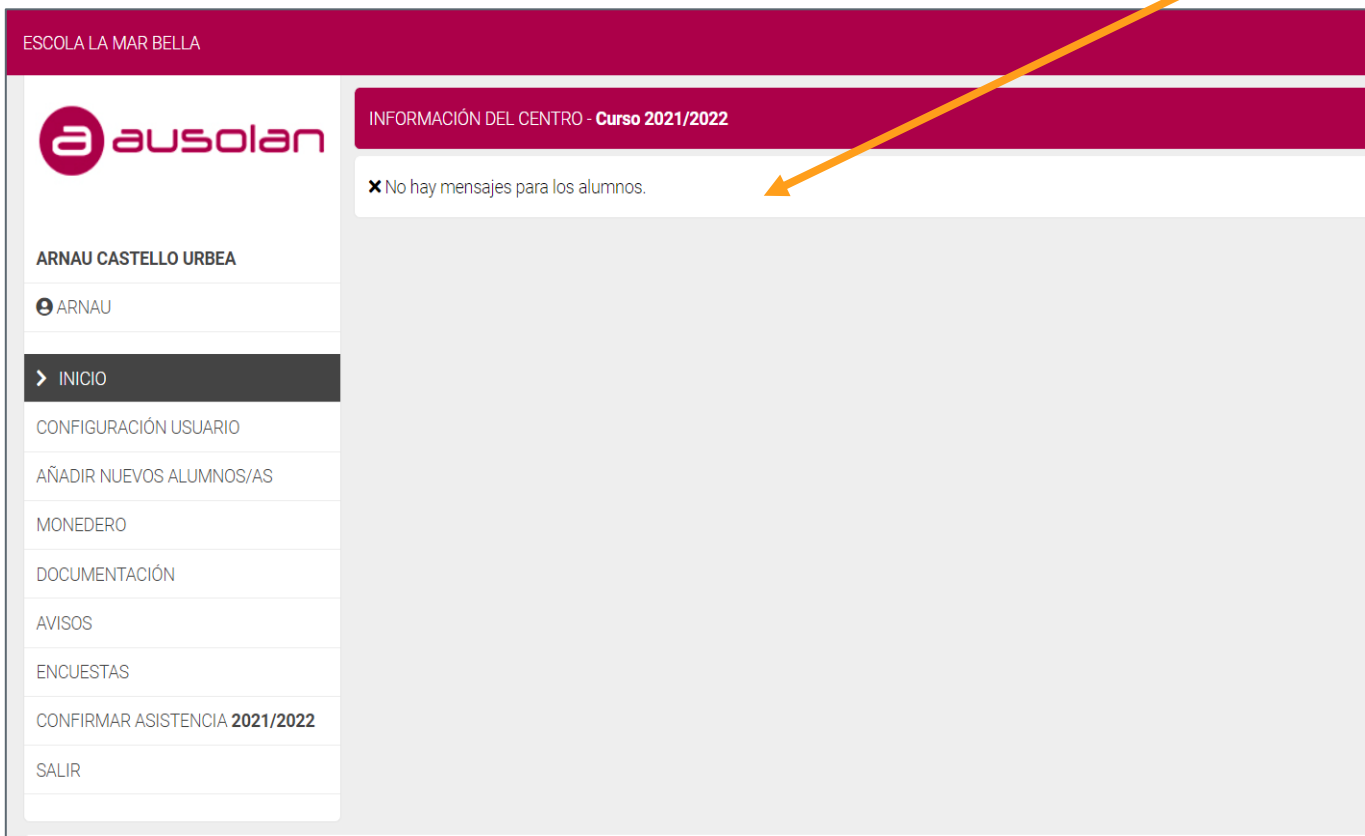 ESCOLA LA MAR BELLA
ausolan
INFORMACIÓN DEL CENTRO - Curso 2021/2022
No hay mensajes para los alumnos.
ARNAU CASTELLO URBEA
ARNAU
INICIO
CONFIGURACIÓN USUARIO
AÑADIR NUEVOS ALUMNOS/AS
MONEDERO
DOCUMENTACIÓN
AVISOS
ENCUESTAS
CONFIRMAR ASISTENCIA 2021/2022
SALIR